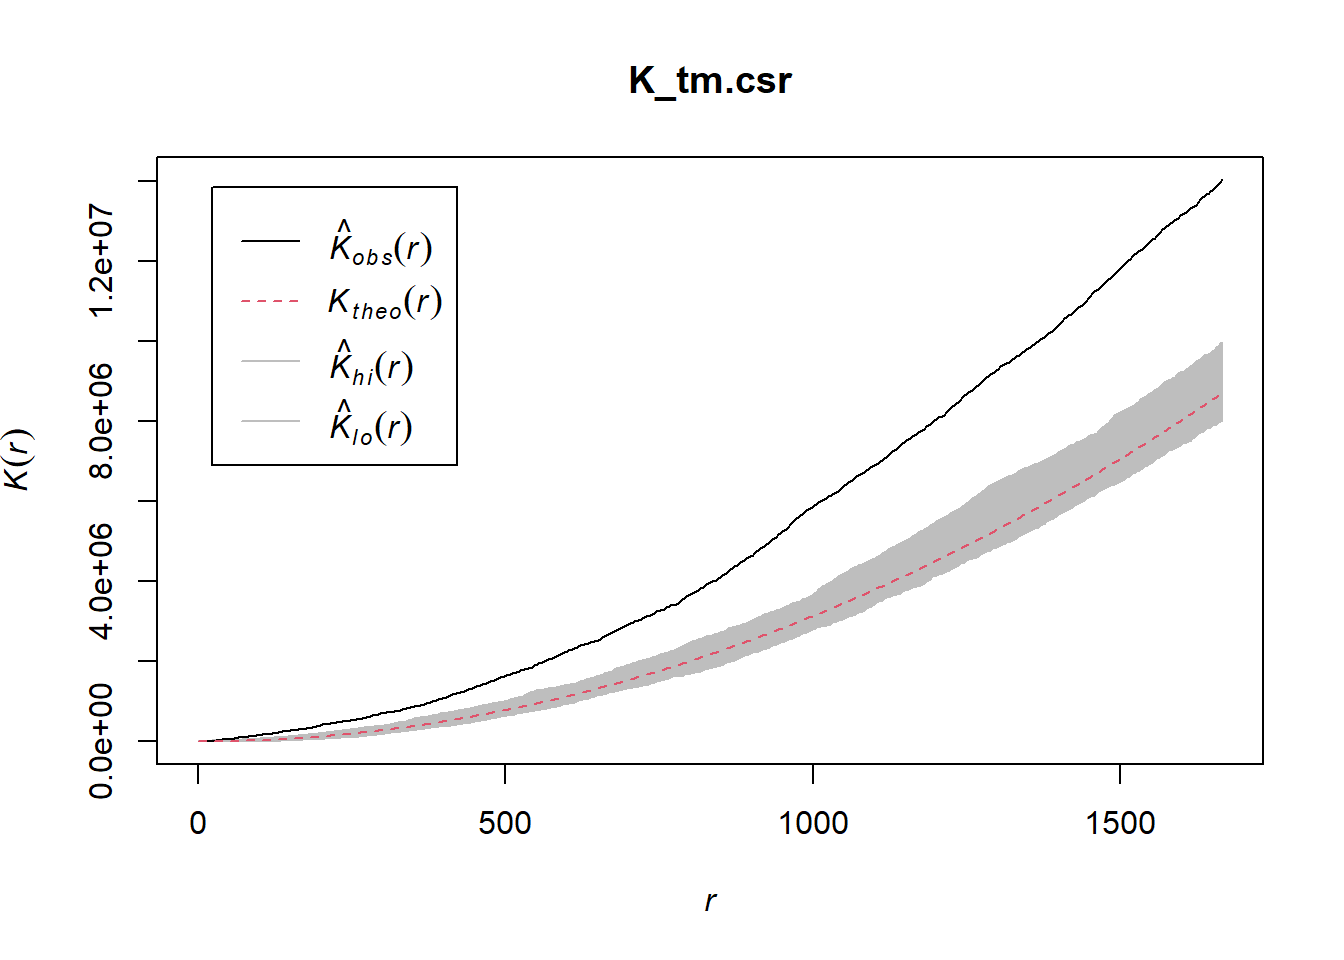 K_tm.csr
K̂obs(r)
Ktheo(r)
K̂hi(r)
K̂lo(r)
K(r)
1.2e+07
8.0e+06
4.0e+06
0.0e+00
0 500 1000 1500
r